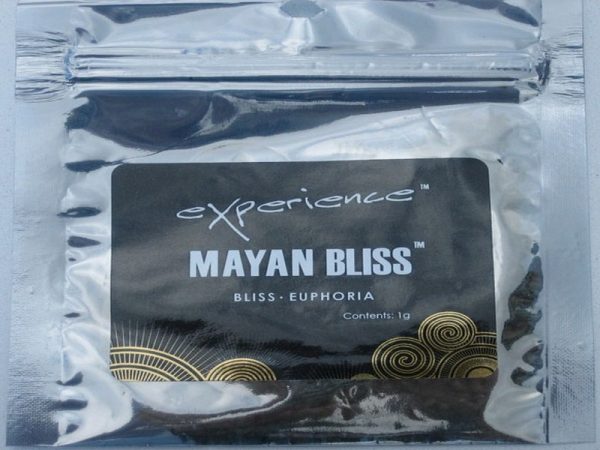 eXperience™
MAYAN BLISS™
BLISS · EUPHORIA
Contents: 1g